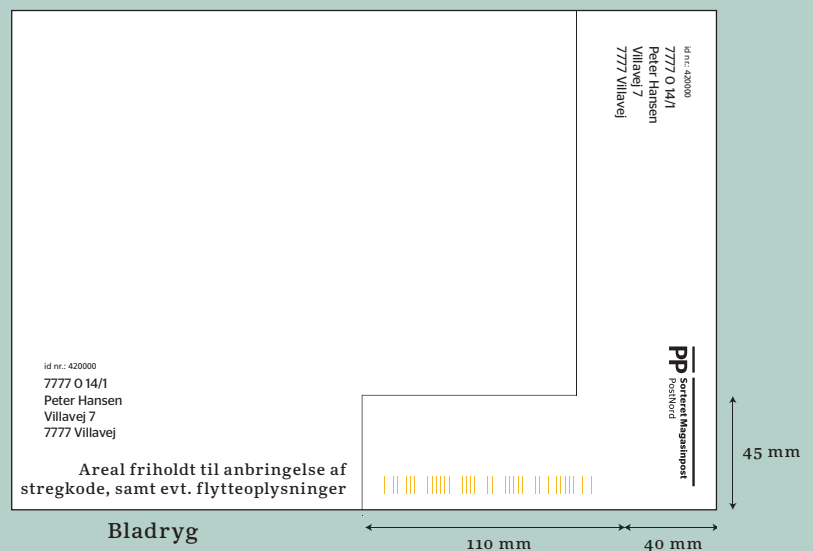 id nr.: 420000
7777 0 14/1
Peter Hansen
Villavej 7
7777 Villavej
id nr.: 420000
7777 0 14/1
Peter Hansen
Villavej 7
7777 Villavej
PP
Sorteret Magasinpost
PostNord
Areal friholdt til anbringelse af
stregkode, samt evt. flytteoplysninger
45 mm
Bladryg
110 mm
40 mm